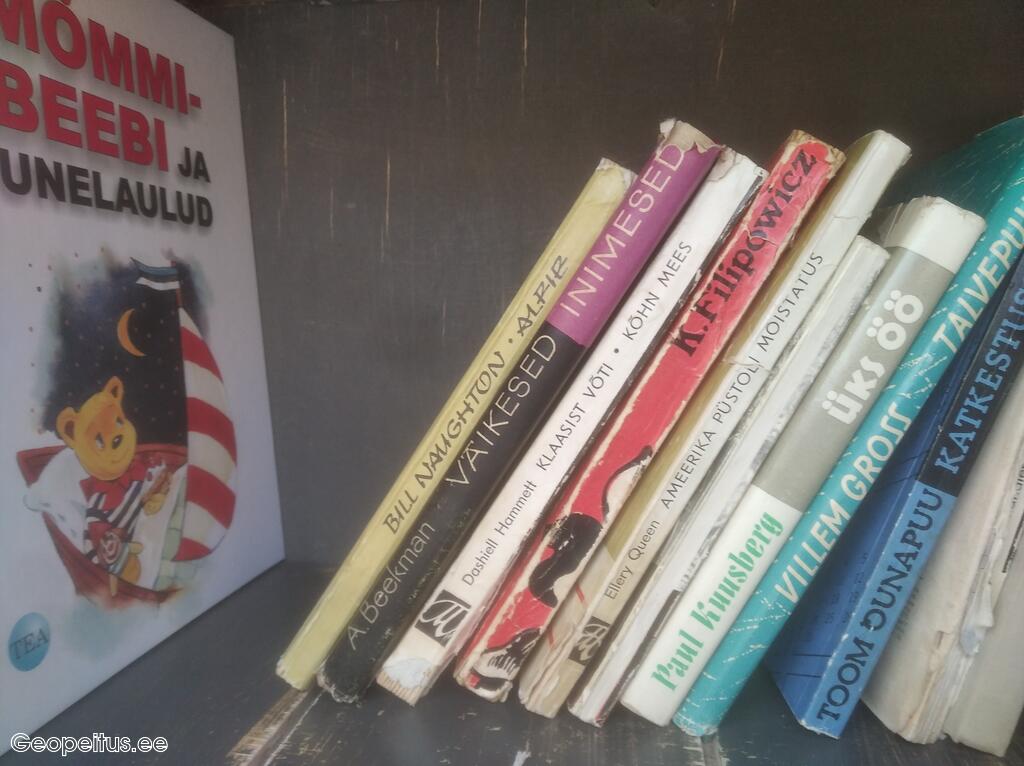 MÕMMI-
BEEBI JA
UNELAULUD
TEA
BILL NAUGHTON · ALFIE
A. Beekman VÄIKESED INIMESED
Dashiell Hammett KLAASIST VÕTI · KÕHN MEES
K. Filipowicz
Ellery Queen AMEERIKA PÜSTOLI MÕISTATUS
Paul Kuusberg ÜKS ÖÖ
VILLEM GROSS TALVEPUH
TOOM ÕUNAPUU KATKESTUS
Geopeitus.ee